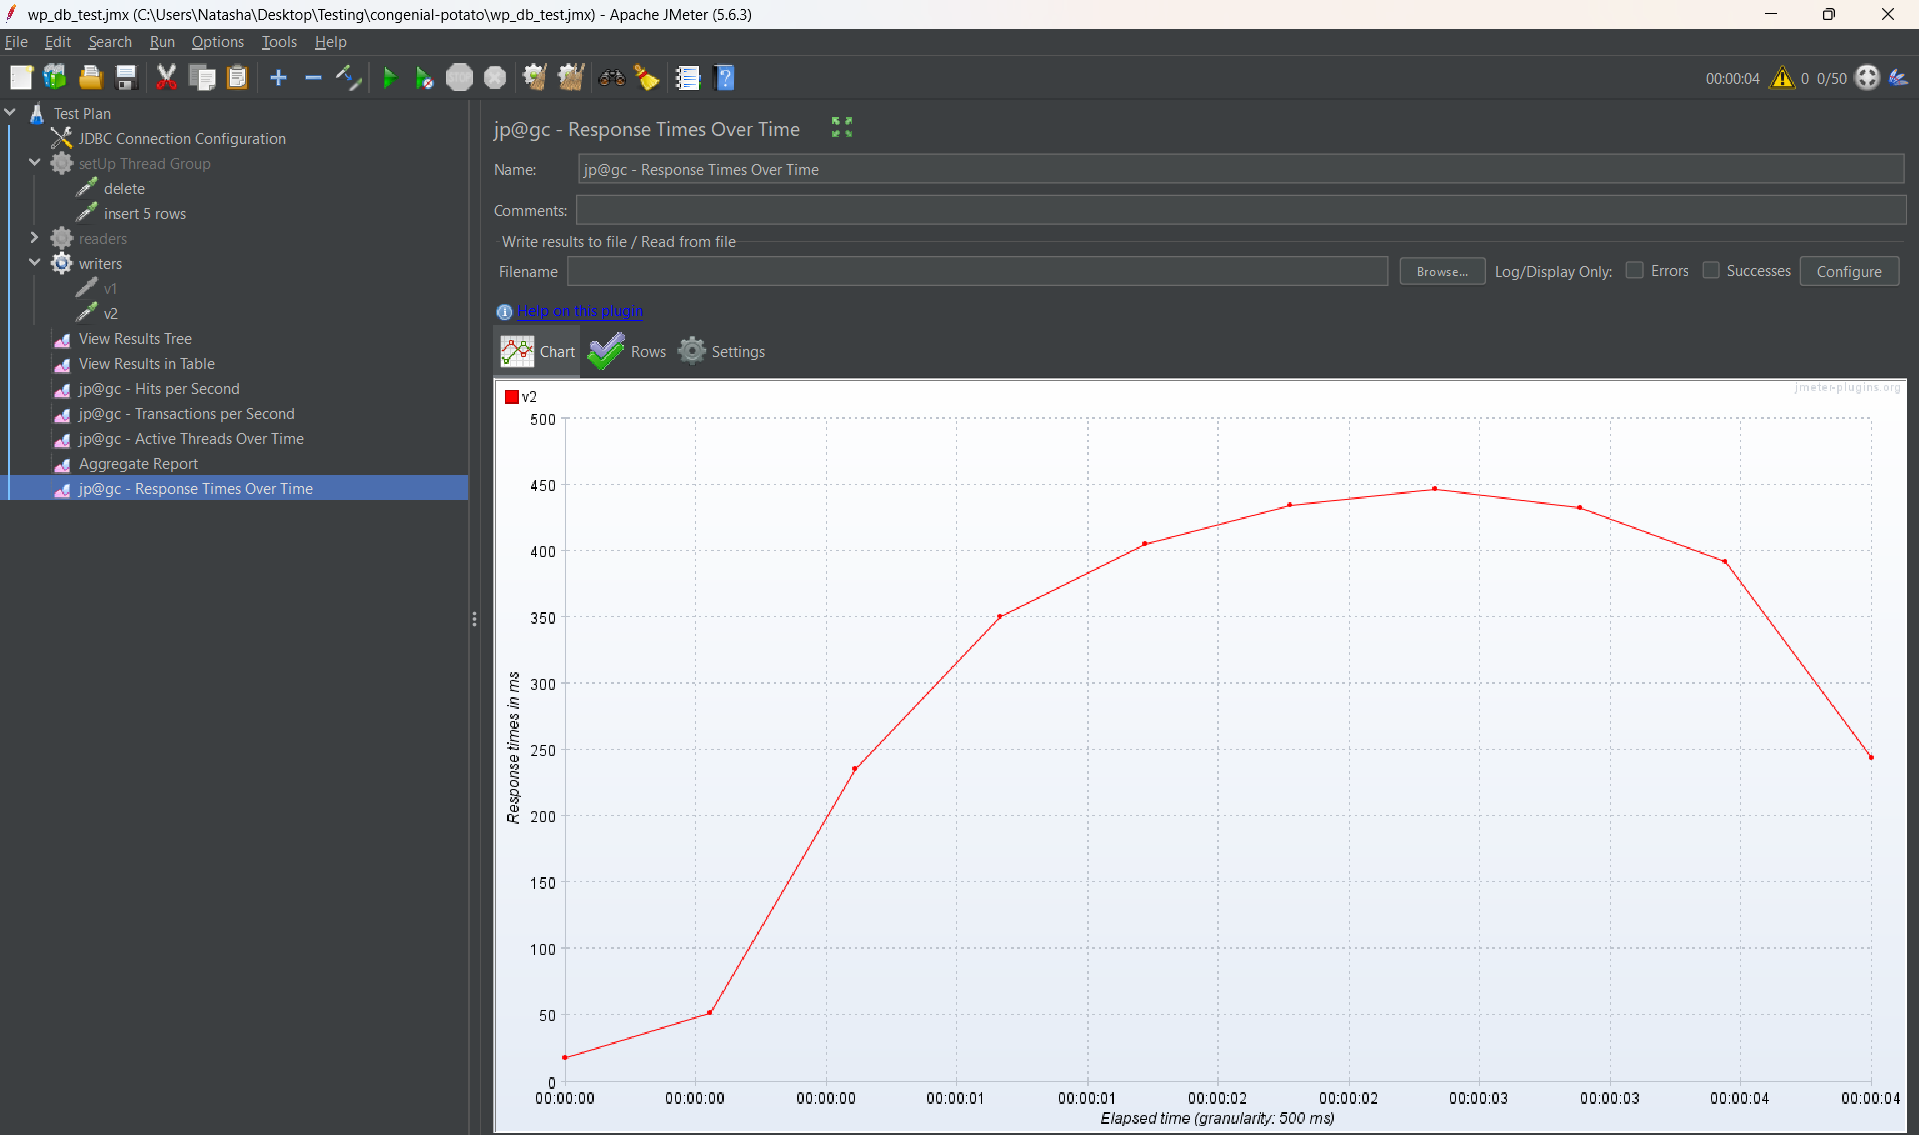 wp_db_test.jmx (C:\Users\Natasha\Desktop\Testing\congenial-potato\wp_db_test.jmx) - Apache JMeter (5.6.3)
File Edit Search Run Options Tools Help
STOP
00:00:04 0 0/50
Test Plan
JDBC Connection Configuration
setUp Thread Group
delete
insert 5 rows
readers
writers
v1
v2
View Results Tree
View Results in Table
jp@gc - Hits per Second
jp@gc - Transactions per Second
jp@gc - Active Threads Over Time
Aggregate Report
jp@gc - Response Times Over Time
jp@gc - Response Times Over Time
Name: jp@gc - Response Times Over Time
Comments:
Write results to file / Read from file
Filename Browse... Log/Display Only: Errors Successes Configure
Help on this plugin
Chart Rows Settings
jmeter-plugins.org
v2
500
450
400
350
300
250
200
150
100
50
0
Response times in ms
00:00:00 00:00:00 00:00:00 00:00:01 00:00:01 00:00:02 00:00:02 00:00:03 00:00:03 00:00:04 00:00:04
Elapsed time (granularity: 500 ms)